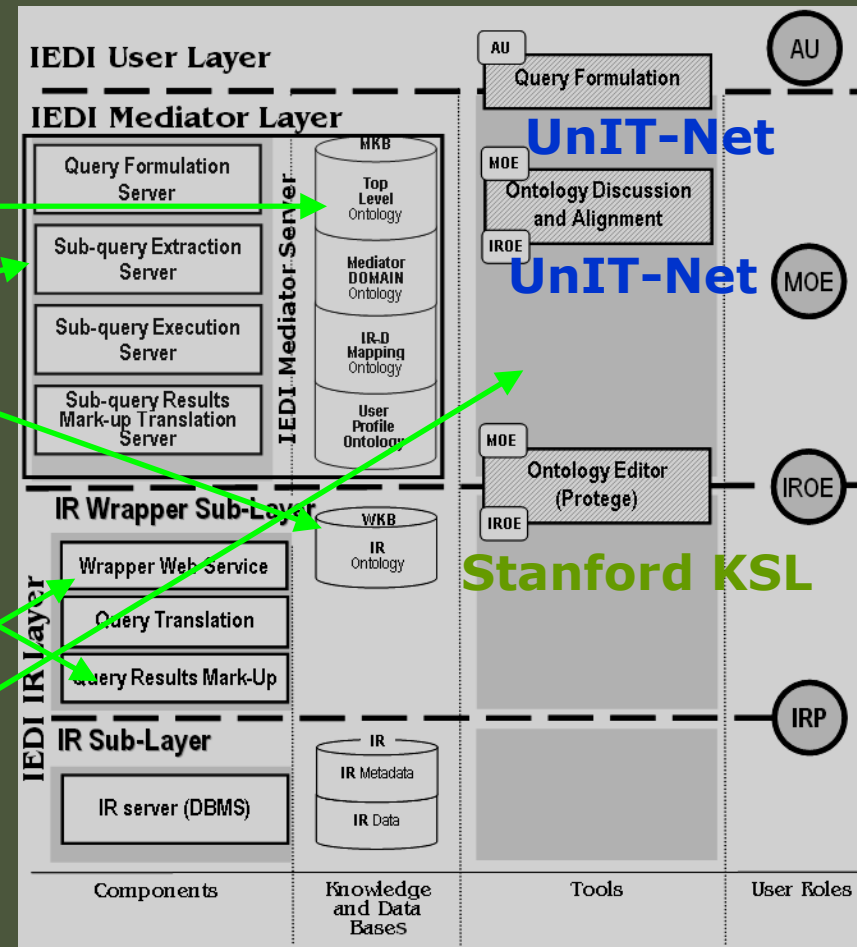 IEDI User Layer
AU
Query Formulation
AU
IEDI Mediator Layer
UnIT-Net
Query Formulation
Server
Sub-query Extraction
Server
Sub-query Execution
Server
Sub-query Results
Mark-up Translation
Server
IEDI Mediator Server
MKB
Top
Level
Ontology
Mediator
DOMAIN
Ontology
IR-D
Mapping
Ontology
User
Profile
Ontology
MOE
Ontology Discussion
and Alignment
IROE
UnIT-Net
MOE
MOE
Ontology Editor
(Protege)
IROE
IROE
Stanford KSL
IEDI IR Layer
IR Wrapper Sub-Layer
Wrapper Web Service
Query Translation
Query Results Mark-Up
WKB
IR
Ontology
IRP
IR Sub-Layer
IR server (DBMS)
IR
IR Metadata
IR Data
Components
Knowledge
and Data
Bases
Tools
User Roles